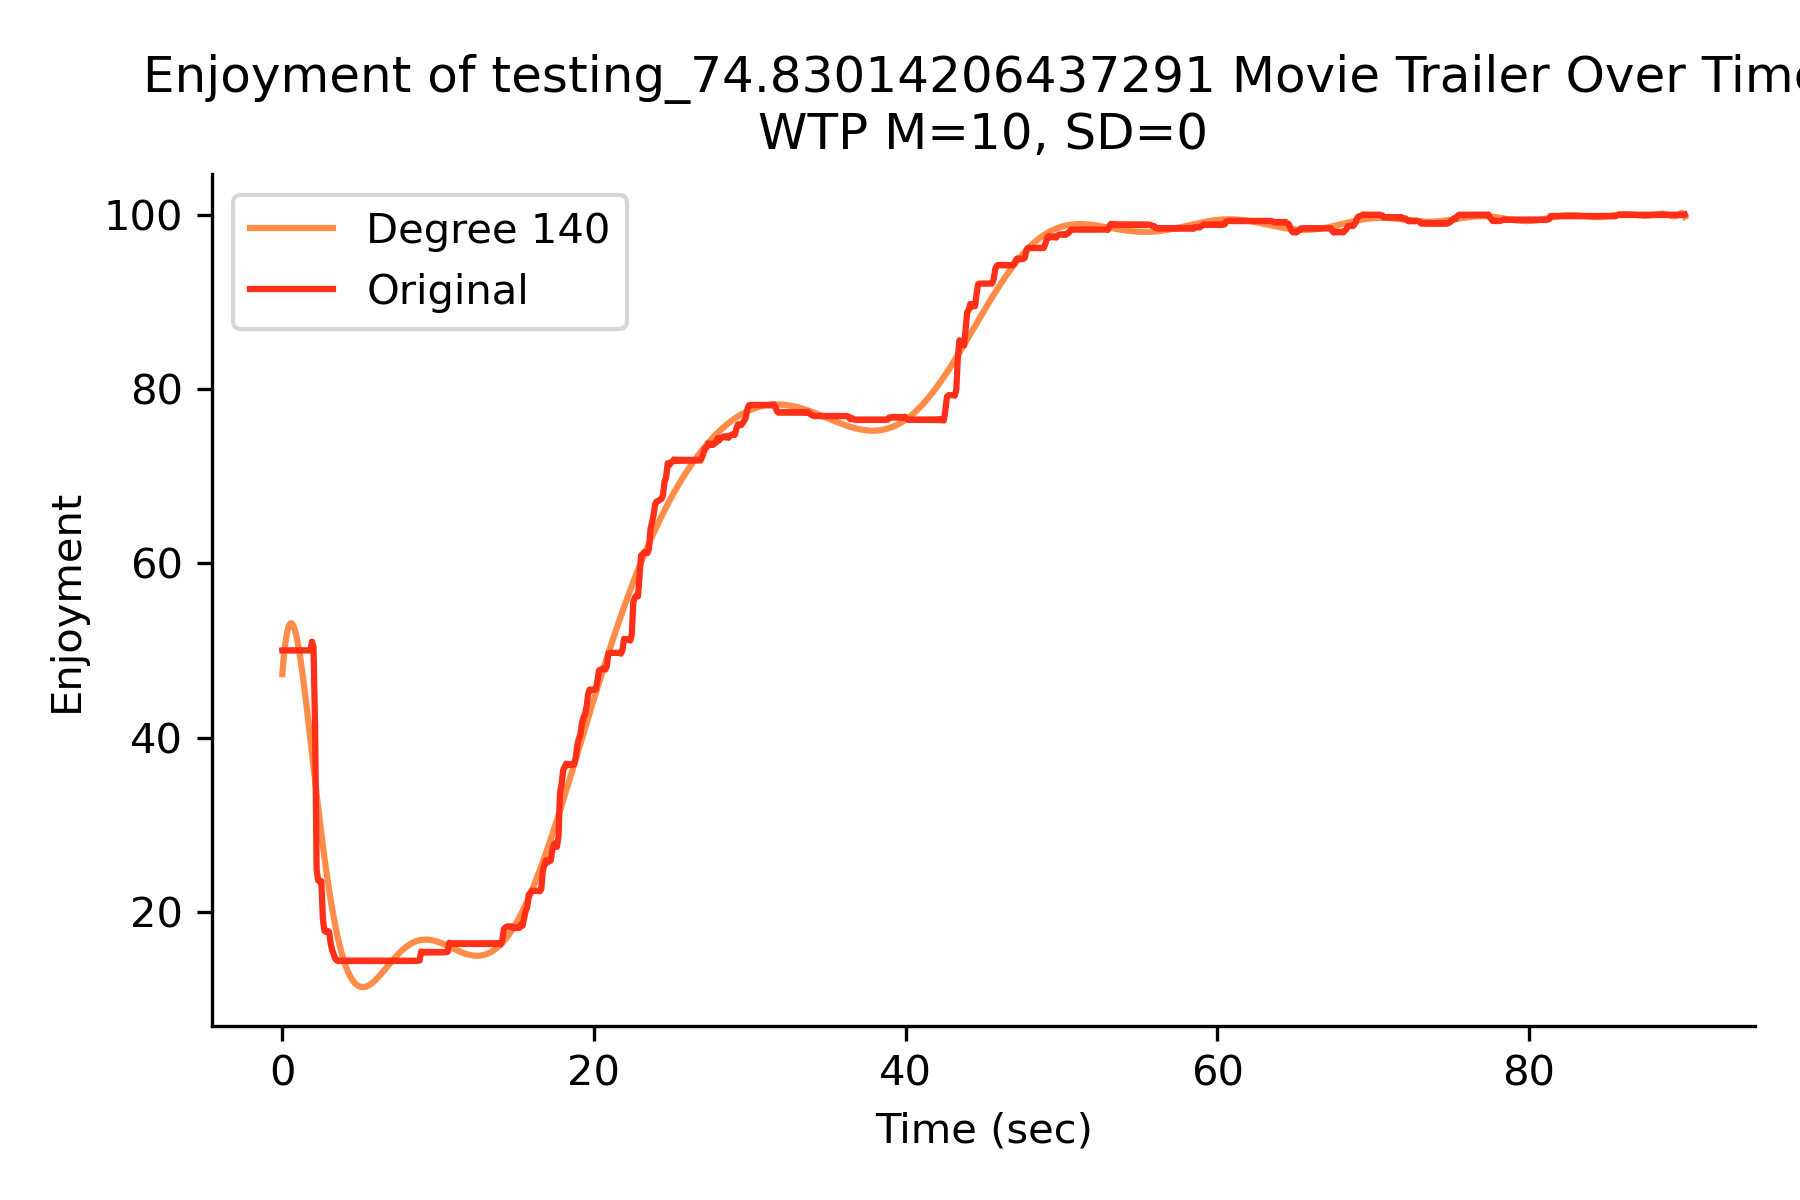 Enjoyment of testing_74.83014206437291 Movie Trailer Over Time
WTP M=10, SD=0
100
80
60
40
20
Enjoyment
Degree 140
Original
0
20
40
60
80
Time (sec)